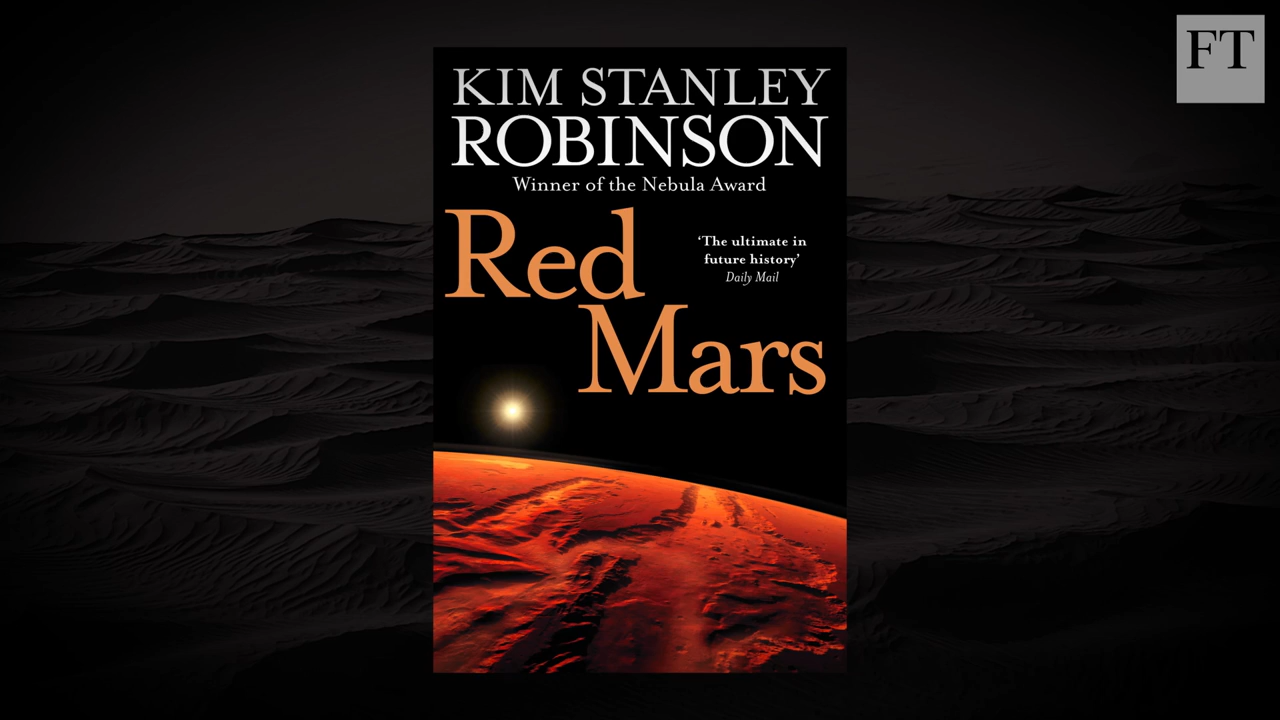 KIM STANLEY
ROBINSON
Winner of the Nebula Award
Red
Mars
‘The ultimate in
future history’
Daily Mail
FT